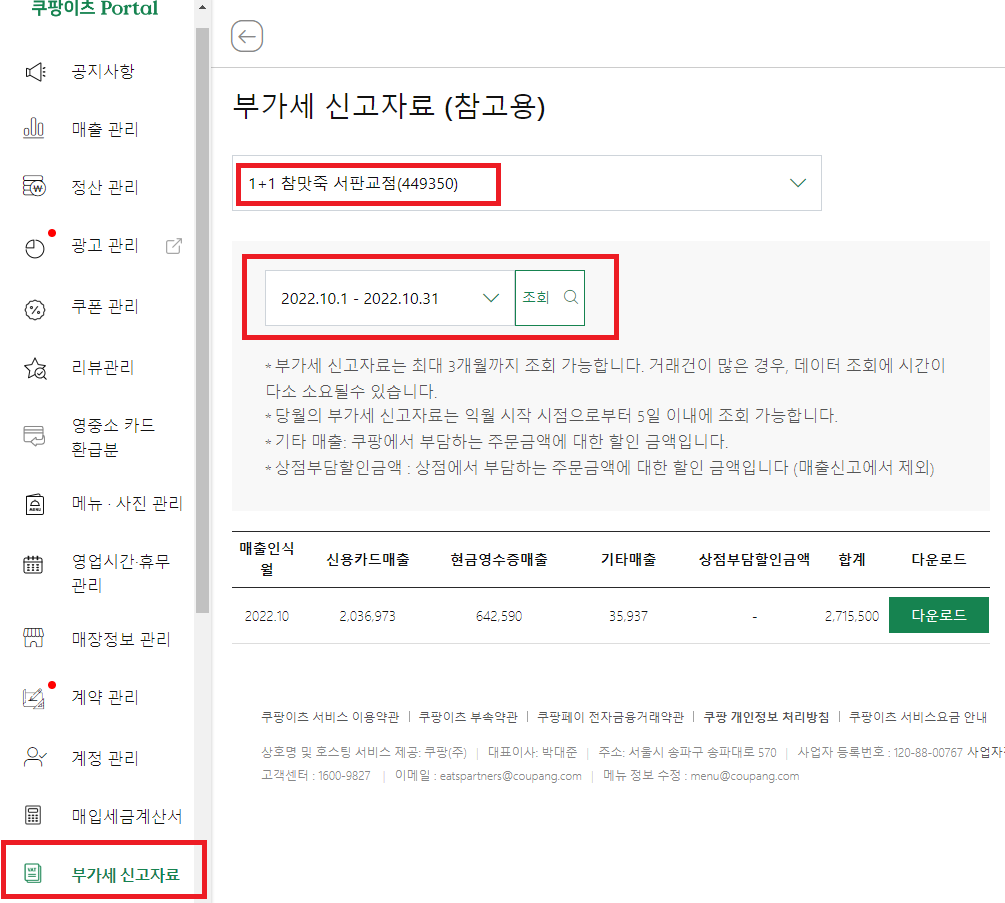 쿠팡이츠 Portal
공지사항
매출 관리
정산 관리
광고 관리
쿠폰 관리
리뷰관리
영중소 카드
환급분
메뉴 · 사진 관리
영업시간·휴무
관리
매장정보 관리
계약 관리
계정 관리
매입세금계산서
부가세 신고자료
부가세 신고자료 (참고용)
1+1 참맛죽 서판교점(449350)
2022.10.1 - 2022.10.31
조회
* 부가세 신고자료는 최대 3개월까지 조회 가능합니다. 거래건이 많은 경우, 데이터 조회에 시간이
다소 소요될수 있습니다.
* 당월의 부가세 신고자료는 익월 시작 시점으로부터 5일 이내에 조회 가능합니다.
* 기타 매출: 쿠팡에서 부담하는 주문금액에 대한 할인 금액입니다.
* 상점부담할인금액 : 상점에서 부담하는 주문금액에 대한 할인 금액입니다 (매출신고에서 제외)
매출인식
월 신용카드매출 현금영수증매출 기타매출 상점부담할인금액 합계 다운로드
2022.10 2,036,973 642,590 35,937 - 2,715,500 다운로드
쿠팡이츠 서비스 이용약관 | 쿠팡이츠 부속약관 | 쿠팡페이 전자금융거래약관 | 쿠팡 개인정보 처리방침 | 쿠팡이츠 서비스요금 안내
상호명 및 호스팅 서비스 제공: 쿠팡(주) | 대표이사: 박대준 | 주소: 서울시 송파구 송파대로 570 | 사업자 등록번호 : 120-88-00767 사업자
고객센터 : 1600-9827 | 이메일 : eatspartners@coupang.com | 메뉴 정보 수정 : menu@coupang.com